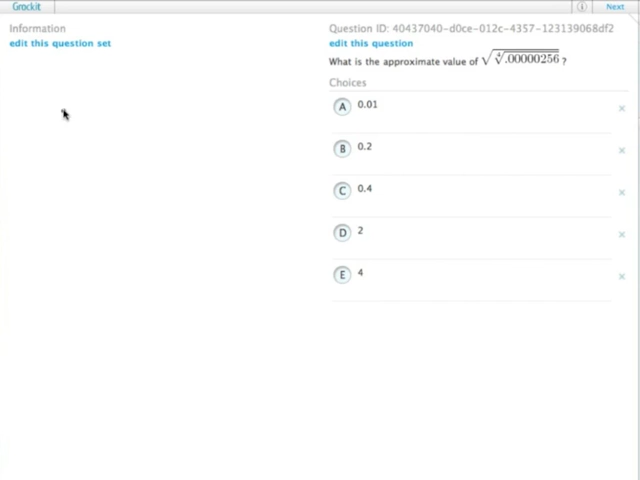 Grockit
Next
Information
edit this question set
Question ID: 40437040-d0ce-012c-4357-123139068df2
edit this question
What is the approximate value of √∜.00000256 ?
Choices
A 0.01
B 0.2
C 0.4
D 2
E 4